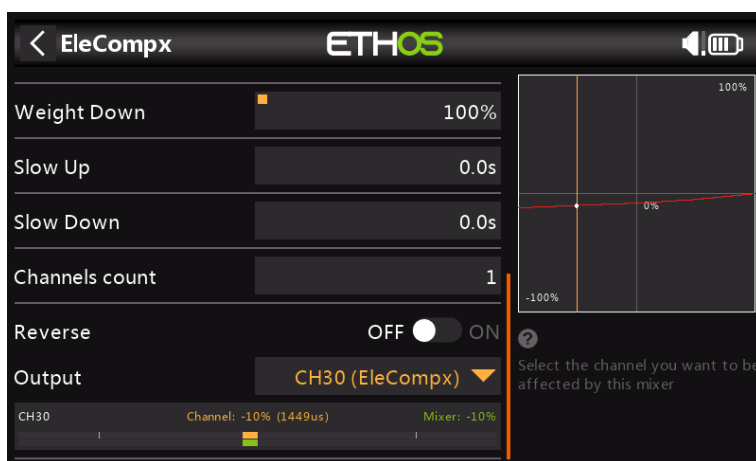 EleCompx
ETHOS
Weight Down
100%
Slow Up
0.0s
Slow Down
0.0s
Channels count
1
Reverse
OFF ON
Output
CH30 (EleCompx)
CH30 Channel: -10% (1449us) Mixer: -10%
100%
0%
-100%
?
Select the channel you want to be
affected by this mixer